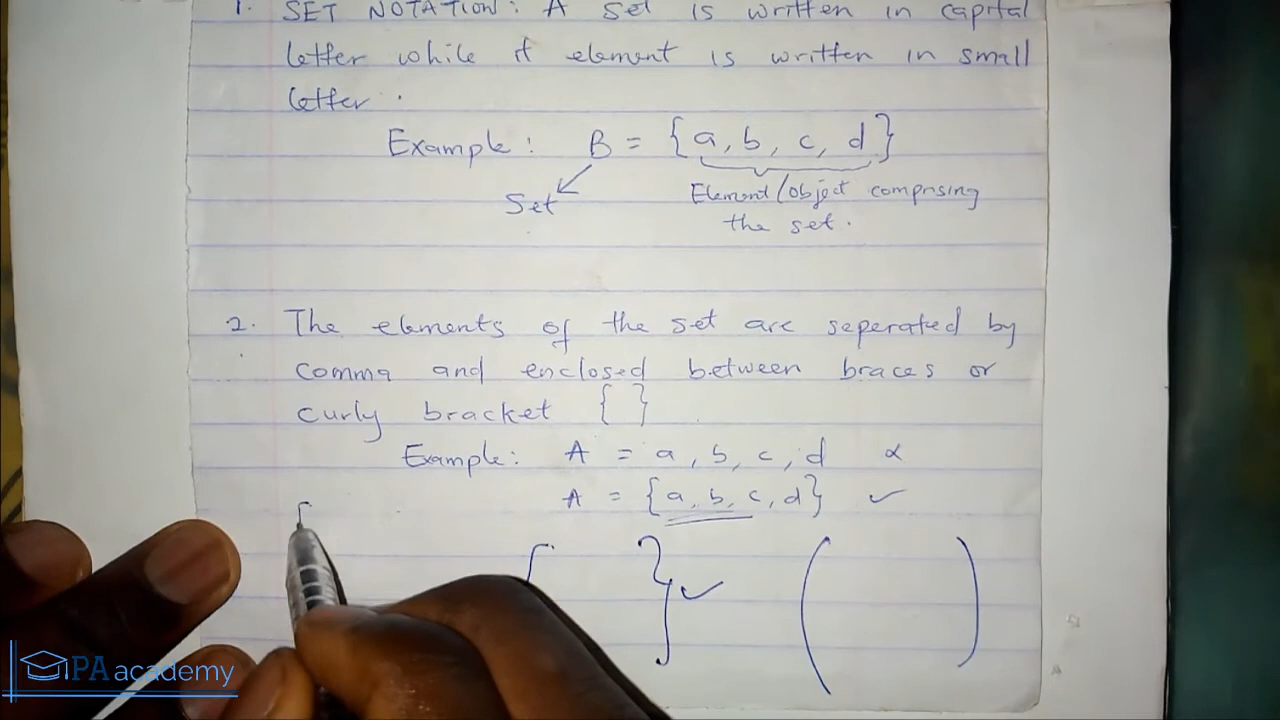 1. SET NOTATION: A set is written in capital
letter while it element is written in small
letter.
Example: B = {a, b, c, d}
Set
Element/object comprising
the set.
2. The elements of the set are seperated by
comma and enclosed between braces or
curly bracket { }
Example: A = a, b, c, d ×
A = {a, b, c, d} ✓
{ } ✓ ( )
PA academy